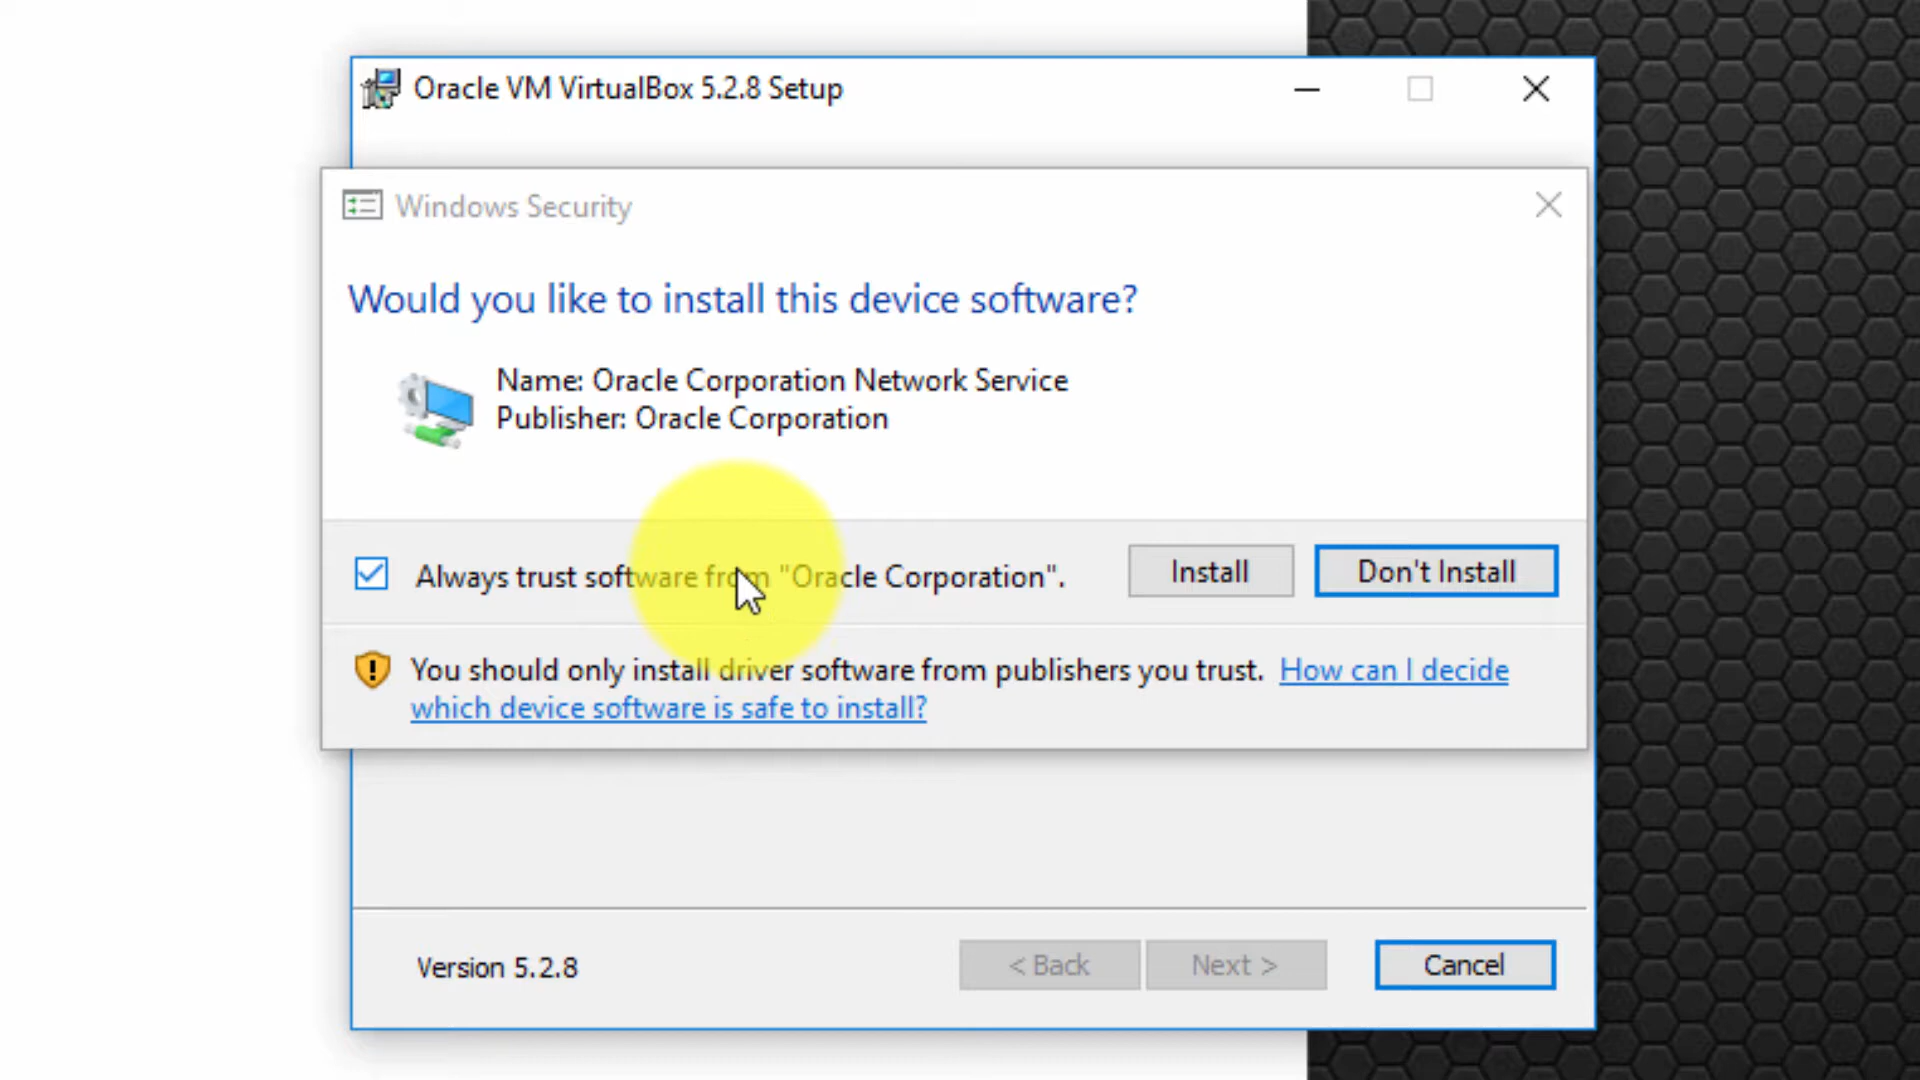 Oracle VM VirtualBox 5.2.8 Setup
Windows Security
Would you like to install this device software?
Name: Oracle Corporation Network Service
Publisher: Oracle Corporation
Always trust software from "Oracle Corporation".
Install
Don't Install
You should only install driver software from publishers you trust. How can I decide
which device software is safe to install?
Version 5.2.8
< Back
Next >
Cancel